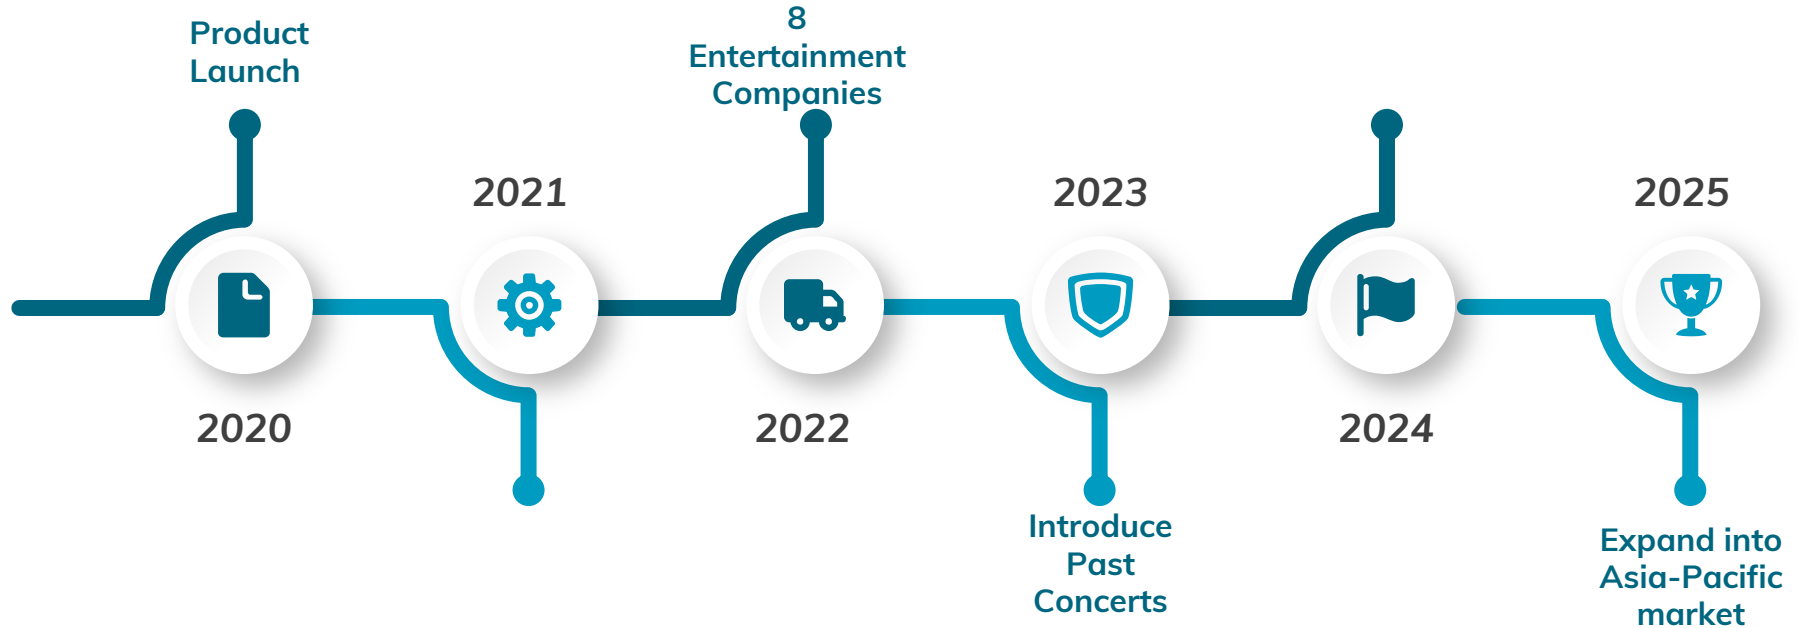 Product
Launch
2020
2021
8
Entertainment
Companies
2022
2023
Introduce
Past
Concerts
2024
2025
Expand into
Asia-Pacific
market